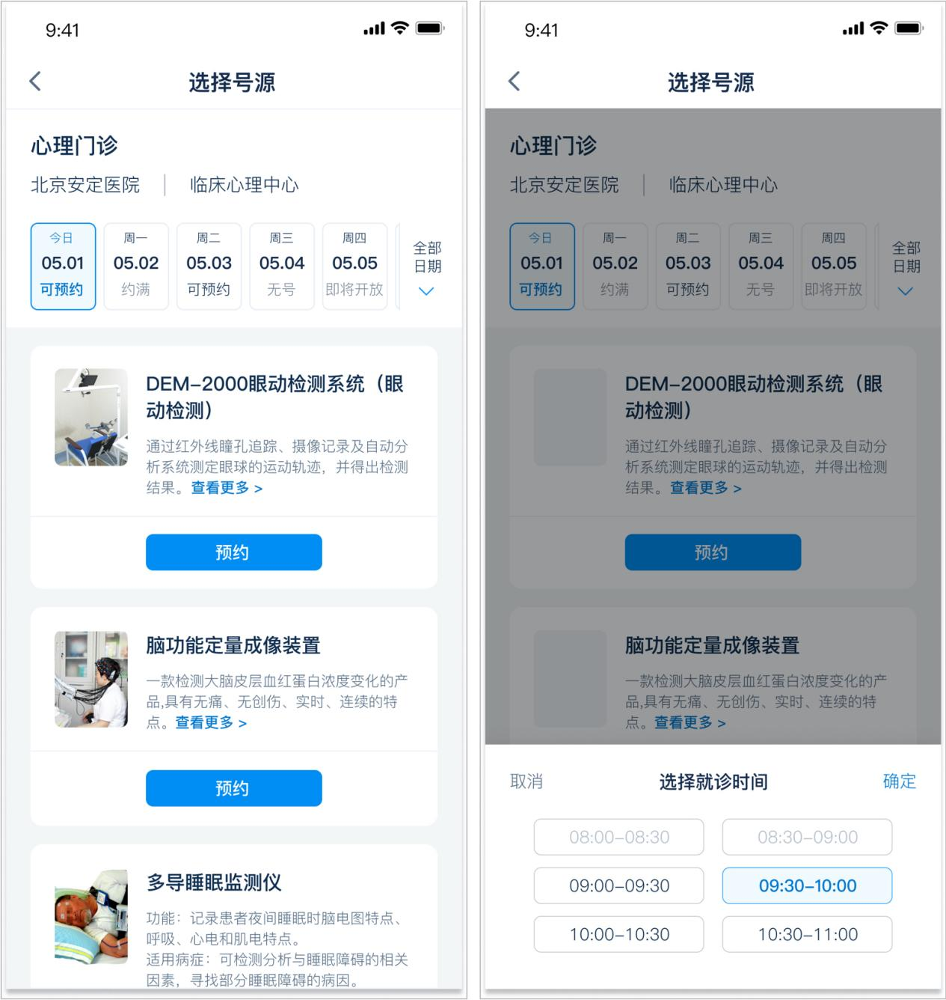 9:41
选择号源
心理门诊
北京安定医院 | 临床心理中心
今日 周一 周二 周三 周四
05.01 05.02 05.03 05.04 05.05
可预约 约满 可预约 无号 即将开放
全部
日期
DEM-2000眼动检测系统（眼
动检测）
通过红外线瞳孔追踪、摄像记录及自动分
析系统测定眼球的运动轨迹，并得出检测
结果。查看更多 >
预约
脑功能定量成像装置
一款检测大脑皮层血红蛋白浓度变化的产
品,具有无痛、无创伤、实时、连续的特
点。查看更多 >
预约
多导睡眠监测仪
功能：记录患者夜间睡眠时脑电图特点、
呼吸、心电和肌电特点。
适用病症：可检测分析与睡眠障碍的相关
因素，寻找部分睡眠障碍的病因。
9:41
选择号源
心理门诊
北京安定医院 | 临床心理中心
今日 周一 周二 周三 周四
05.01 05.02 05.03 05.04 05.05
可预约 约满 可预约 无号 即将开放
全部
日期
DEM-2000眼动检测系统（眼
动检测）
通过红外线瞳孔追踪、摄像记录及自动分
析系统测定眼球的运动轨迹，并得出检测
结果。查看更多 >
预约
脑功能定量成像装置
一款检测大脑皮层血红蛋白浓度变化的产
品,具有无痛、无创伤、实时、连续的特
点。查看更多 >
取消 选择就诊时间 确定
08:00-08:30 08:30-09:00
09:00-09:30 09:30-10:00
10:00-10:30 10:30-11:00